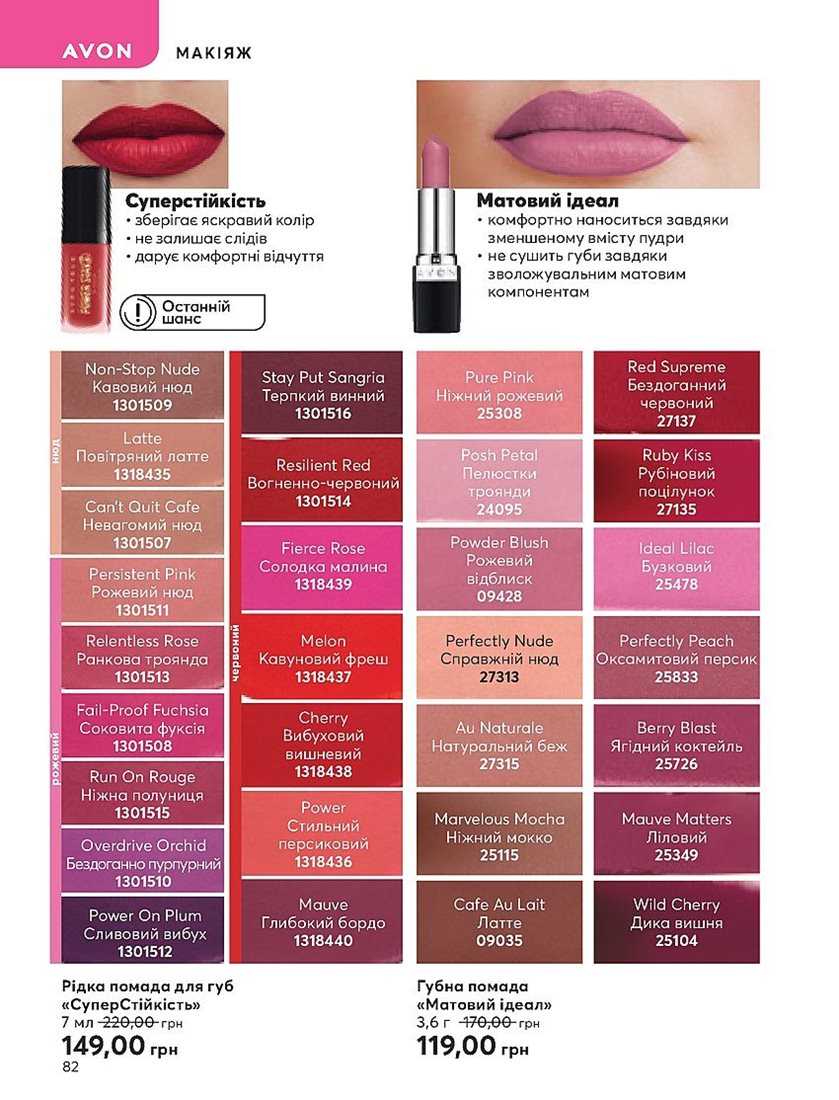 AVON
МАКІЯЖ
Суперстійкість
• зберігає яскравий колір
• не залишає слідів
• дарує комфортні відчуття
Останній
шанс
Матовий ідеал
• комфортно наноситься завдяки
зменшеному вмісту пудри
• не сушить губи завдяки
зволожувальним матовим
компонентам
AVON
нюд
Non-Stop Nude
Кавовий нюд
1301509
Latte
Повітряний латте
1318435
Can't Quit Cafe
Невагомий нюд
1301507
рожевий
Persistent Pink
Рожевий нюд
1301511
Relentless Rose
Ранкова троянда
1301513
Fail-Proof Fuchsia
Соковита фуксія
1301508
Run On Rouge
Ніжна полуниця
1301515
Overdrive Orchid
Бездоганно пурпурний
1301510
Power On Plum
Сливовий вибух
1301512
червоний
Stay Put Sangria
Терпкий винний
1301516
Resilient Red
Вогненно-червоний
1301514
Fierce Rose
Солодка малина
1318439
Melon
Кавуновий фреш
1318437
Cherry
Вибуховий
вишневий
1318438
Power
Стильний
персиковий
1318436
Mauve
Глибокий бордо
1318440
Pure Pink
Ніжний рожевий
25308
Posh Petal
Пелюстки
троянди
24095
Powder Blush
Рожевий
відблиск
09428
Perfectly Nude
Справжній нюд
27313
Au Naturale
Натуральний беж
27315
Marvelous Mocha
Ніжний мокко
25115
Cafe Au Lait
Латте
09035
Red Supreme
Бездоганний
червоний
27137
Ruby Kiss
Рубіновий
поцілунок
27135
Ideal Lilac
Бузковий
25478
Perfectly Peach
Оксамитовий персик
25833
Berry Blast
Ягідний коктейль
25726
Mauve Matters
Ліловий
25349
Wild Cherry
Дика вишня
25104
Рідка помада для губ
«СуперСтійкість»
7 мл 220,00 грн
149,00 грн
Губна помада
«Матовий ідеал»
3,6 г 170,00 грн
119,00 грн
82